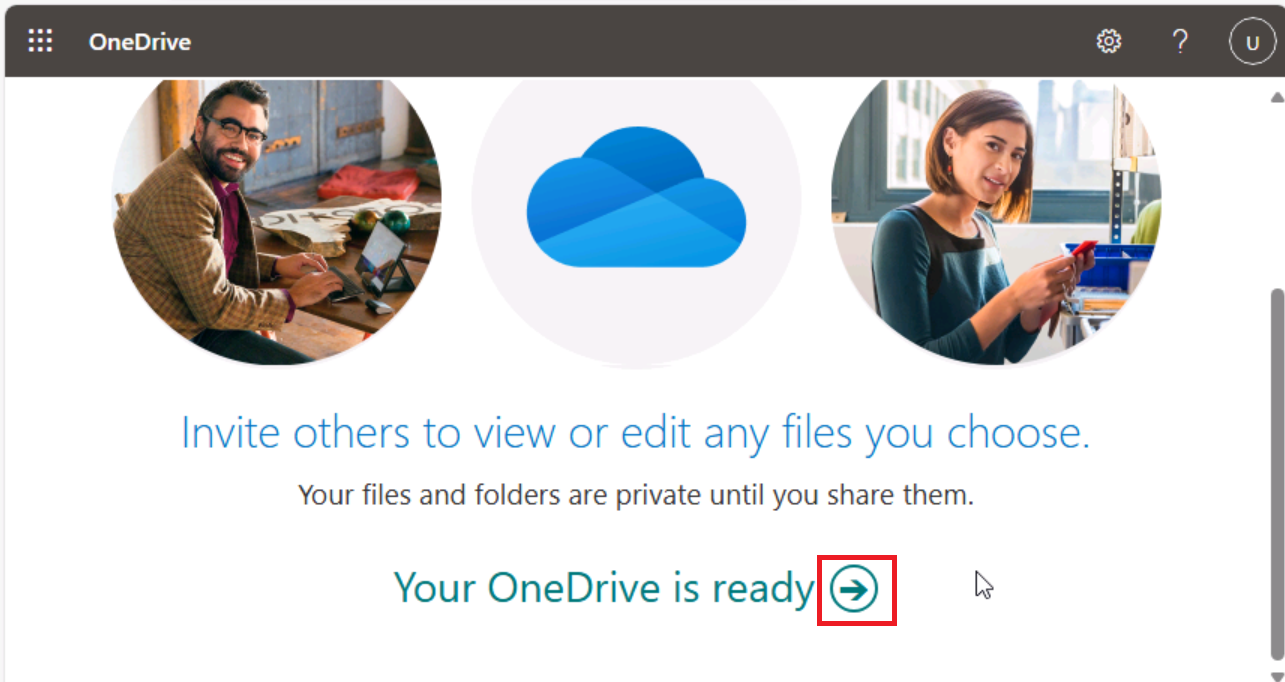 OneDrive
?
U
Invite others to view or edit any files you choose.
Your files and folders are private until you share them.
Your OneDrive is ready